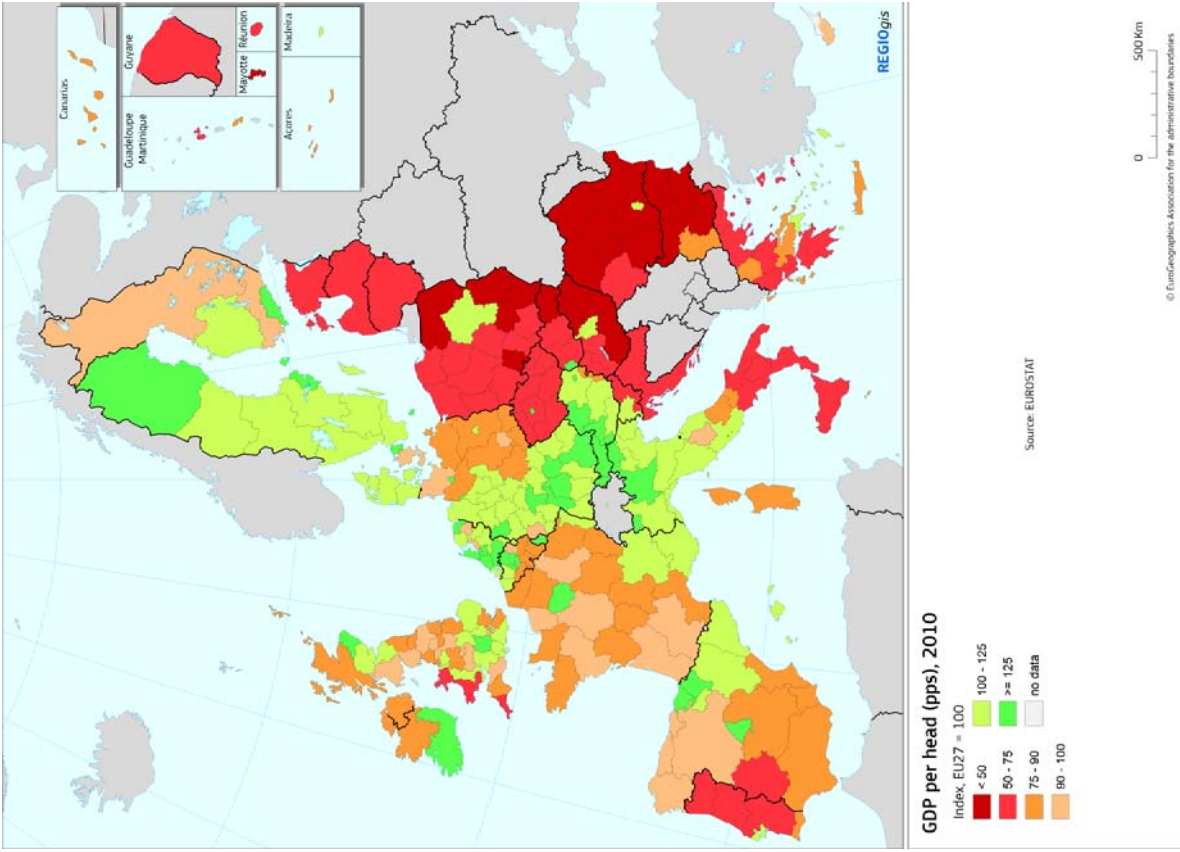 Canarias
Guyane
Guadeloupe
Martinique
Mayotte
Réunion
Açores
Madeira
REGIOgis
GDP per head (pps), 2010
Index, EU27 = 100
< 50
50 - 75
75 - 90
90 - 100
100 - 125
>= 125
no data
Source: EUROSTAT
0
500 Km
© EuroGeographics Association for the administrative boundaries